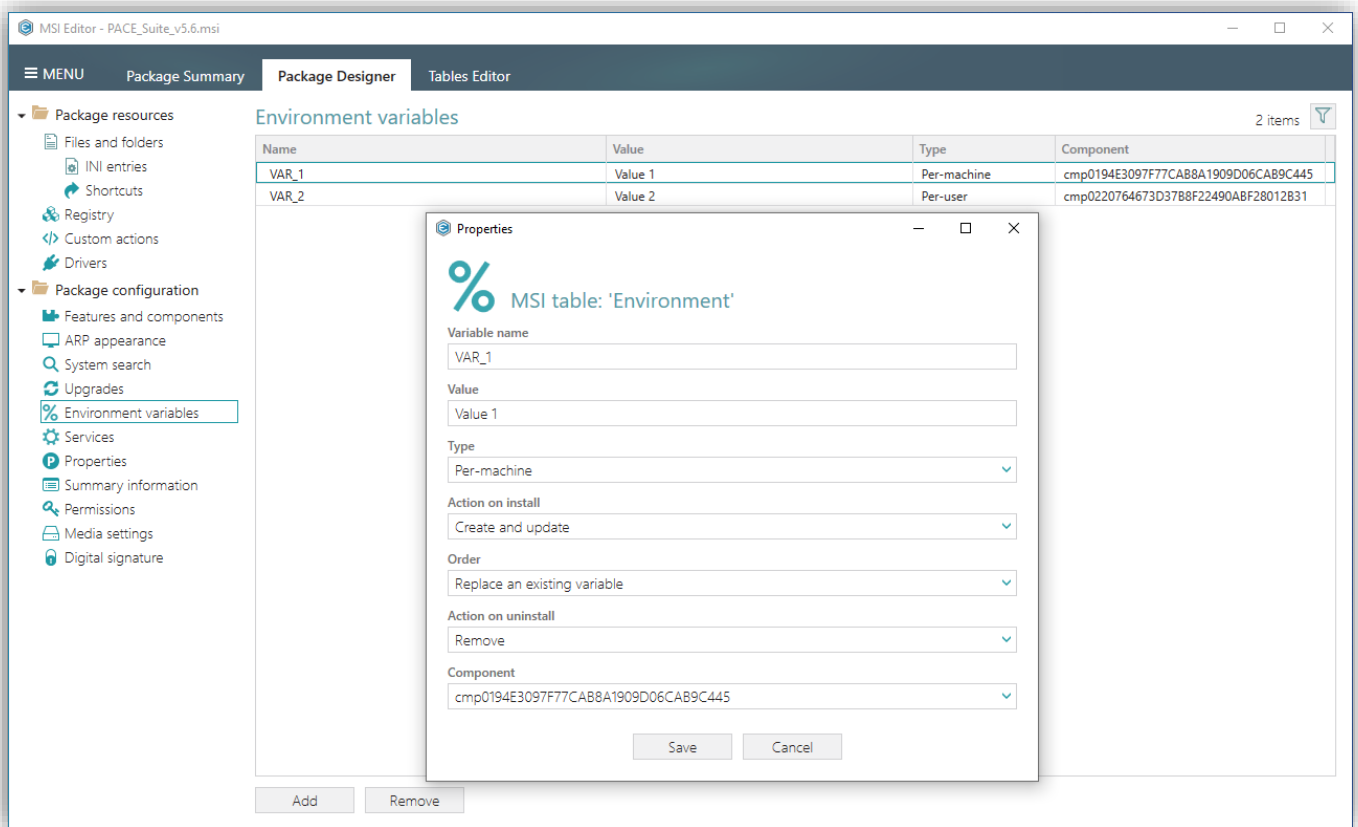 MSI Editor - PACE_Suite_v5.6.msi
MENU Package Summary Package Designer Tables Editor
Package resources
Files and folders
INI entries
Shortcuts
Registry
Custom actions
Drivers
Package configuration
Features and components
ARP appearance
System search
Upgrades
% Environment variables
Services
P Properties
Summary information
Permissions
Media settings
Digital signature
Environment variables 2 items
Name Value Type Component
VAR_1 Value 1 Per-machine cmp0194E3097F77CAB8A1909D06CAB9C445
VAR_2 Value 2 Per-user cmp0220764673D37B8F22490ABF28012B31
Properties
% MSI table: 'Environment'
Variable name
VAR_1
Value
Value 1
Type
Per-machine
Action on install
Create and update
Order
Replace an existing variable
Action on uninstall
Remove
Component
cmp0194E3097F77CAB8A1909D06CAB9C445
Save Cancel
Add Remove